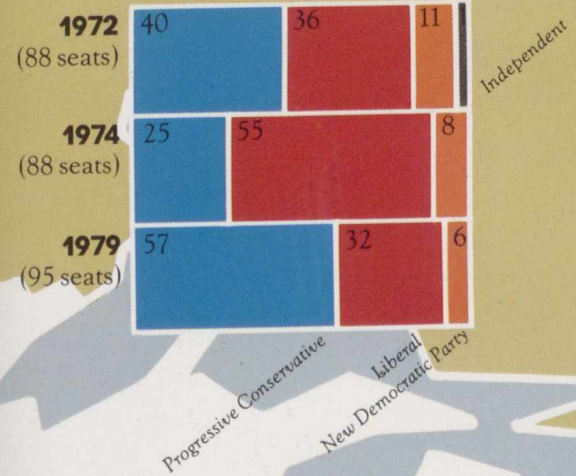 1972
(88 seats)
40 36 11
Independent
1974
(88 seats)
25 55 8
1979
(95 seats)
57 32 6
Progressive Conservative
Liberal
New Democratic Party